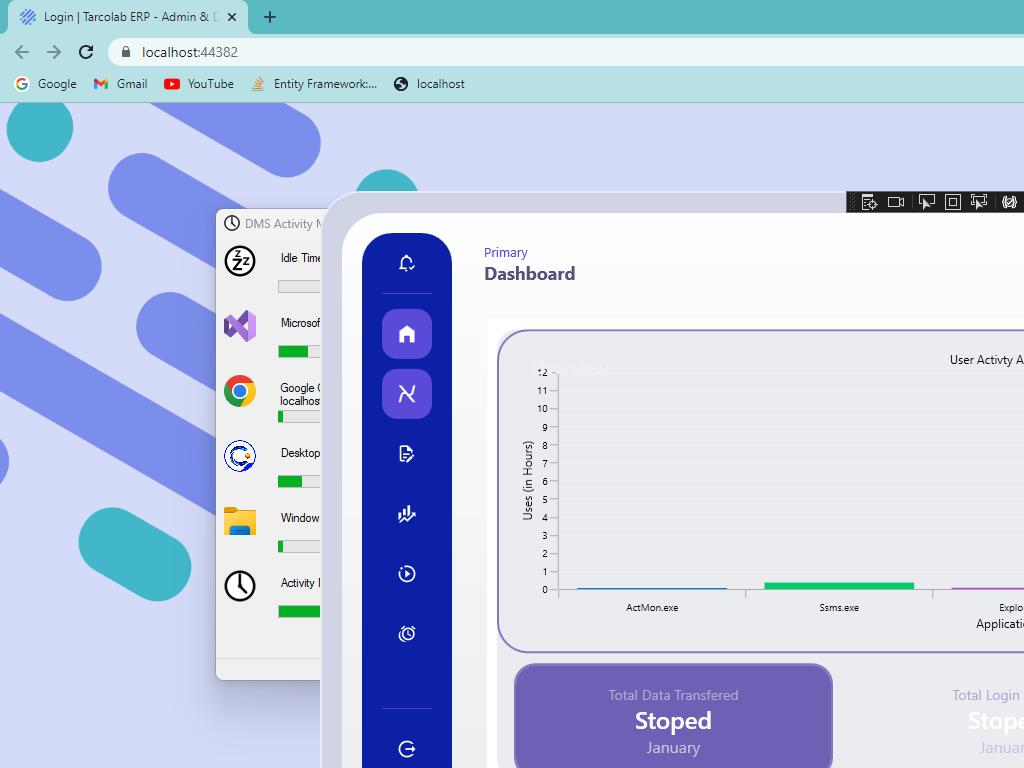 Login | Tarcolab ERP - Admin & D
localhost:44382
Google
Gmail
YouTube
Entity Framework:...
localhost
DMS Activity M
Idle Time
Microsof
Google C
localhos
Desktop
Window
Activity I
Primary
Dashboard
User Activty A
Uses (in Hours)
12
11
10
9
8
7
6
5
4
3
2
1
0
ActMon.exe
Ssms.exe
Explo
Applicatio
Total Data Transfered
Stoped
January
Total Login
Stope
Januar